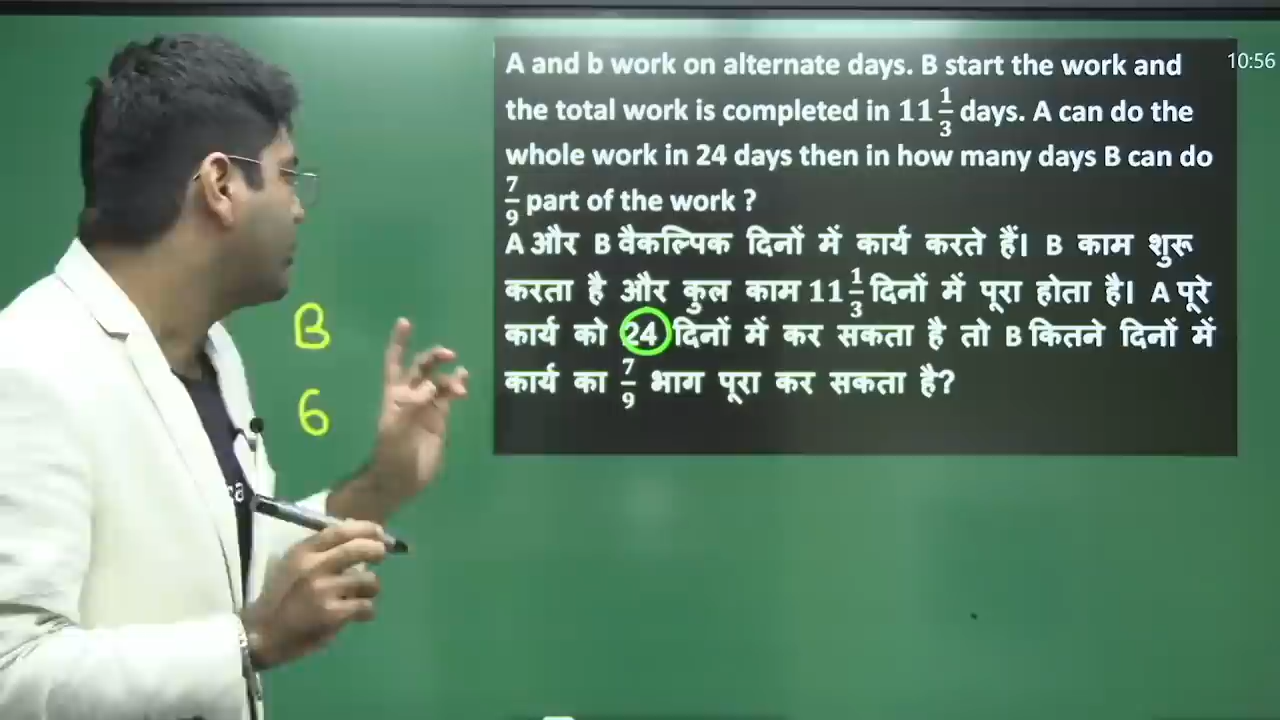 A and b work on alternate days. B start the work and
the total work is completed in 11 1/3 days. A can do the
whole work in 24 days then in how many days B can do
7/9 part of the work ?
A और B वैकल्पिक दिनों में कार्य करते हैं। B काम शुरू
करता है और कुल काम 11 1/3 दिनों में पूरा होता है। A पूरे
कार्य को 24 दिनों में कर सकता है तो B कितने दिनों में
कार्य का 7/9 भाग पूरा कर सकता है?
10:56
B
6